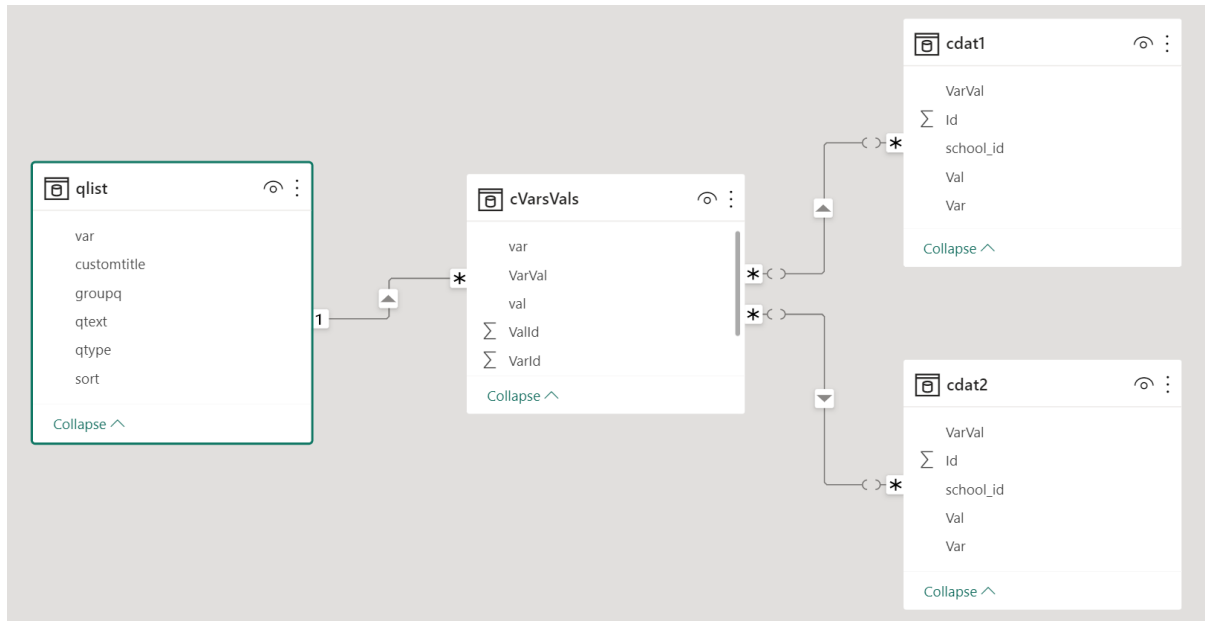 qlist
var
customtitle
groupq
qtext
qtype
sort
Collapse
1
*
cVarsVals
var
VarVal
val
∑ ValId
∑ VarId
Collapse
*
*
*
cdat1
VarVal
∑ Id
school_id
Val
Var
Collapse
*
cdat2
VarVal
∑ Id
school_id
Val
Var
Collapse